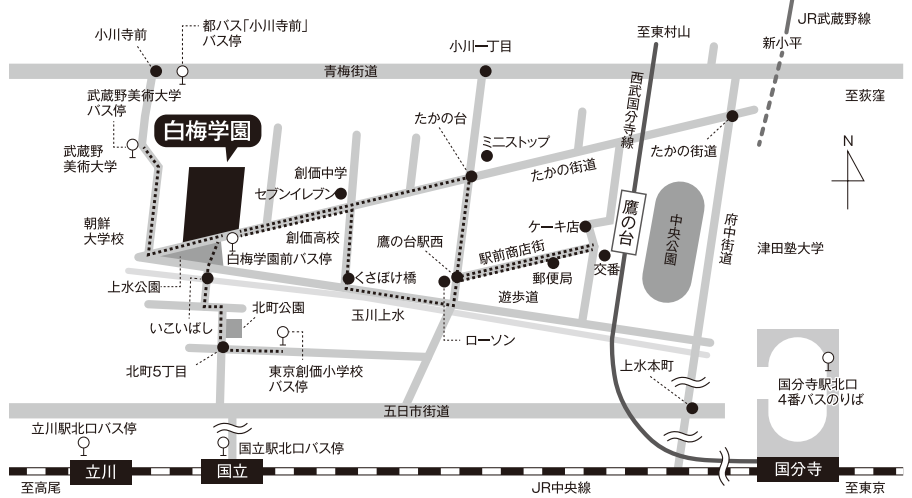 JR武蔵野線
都バス「小川寺前」
バス停
小川寺前
至東村山
新小平
小川一丁目
青梅街道
西武国分寺線
武蔵野美術大学
バス停
至荻窪
白梅学園
たかの台
ミニストップ
N
武蔵野
美術大学
たかの街道
たかの街道
創価中学
セブンイレブン
朝鮮
大学校
鷹の台
中央公園
府中街道
ケーキ店
創価高校
鷹の台駅西
駅前商店街
津田塾大学
白梅学園前バス停
交番
郵便局
くさぼけ橋
上水公園
遊歩道
北町公園
玉川上水
いこいばし
ローソン
北町5丁目
東京創価小学校
バス停
上水本町
国分寺駅北口
4番バスのりば
五日市街道
立川駅北口バス停
国立駅北口バス停
立川
国立
国分寺
至高尾
JR中央線
至東京